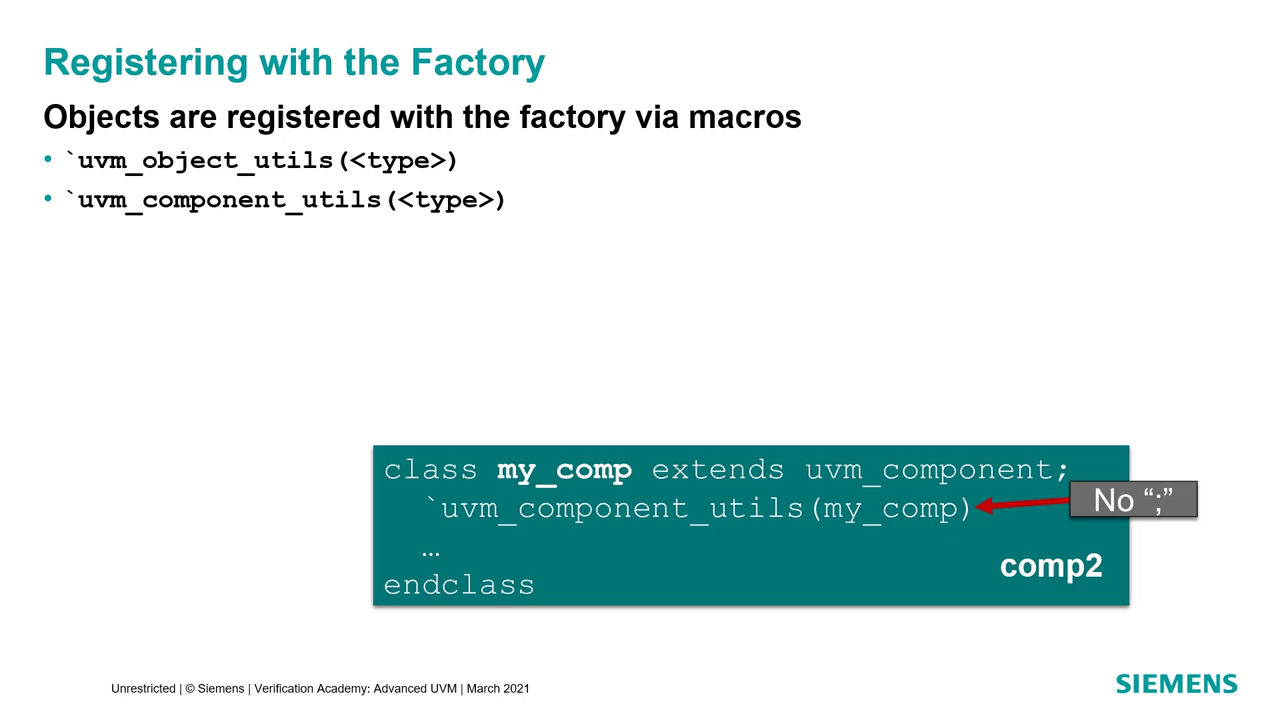 Registering with the Factory
Objects are registered with the factory via macros
• `uvm_object_utils(<type>)
• `uvm_component_utils(<type>)
class my_comp extends uvm_component;
`uvm_component_utils(my_comp)
No “;”
…
comp2
endclass
Unrestricted | © Siemens | Verification Academy: Advanced UVM | March 2021
SIEMENS